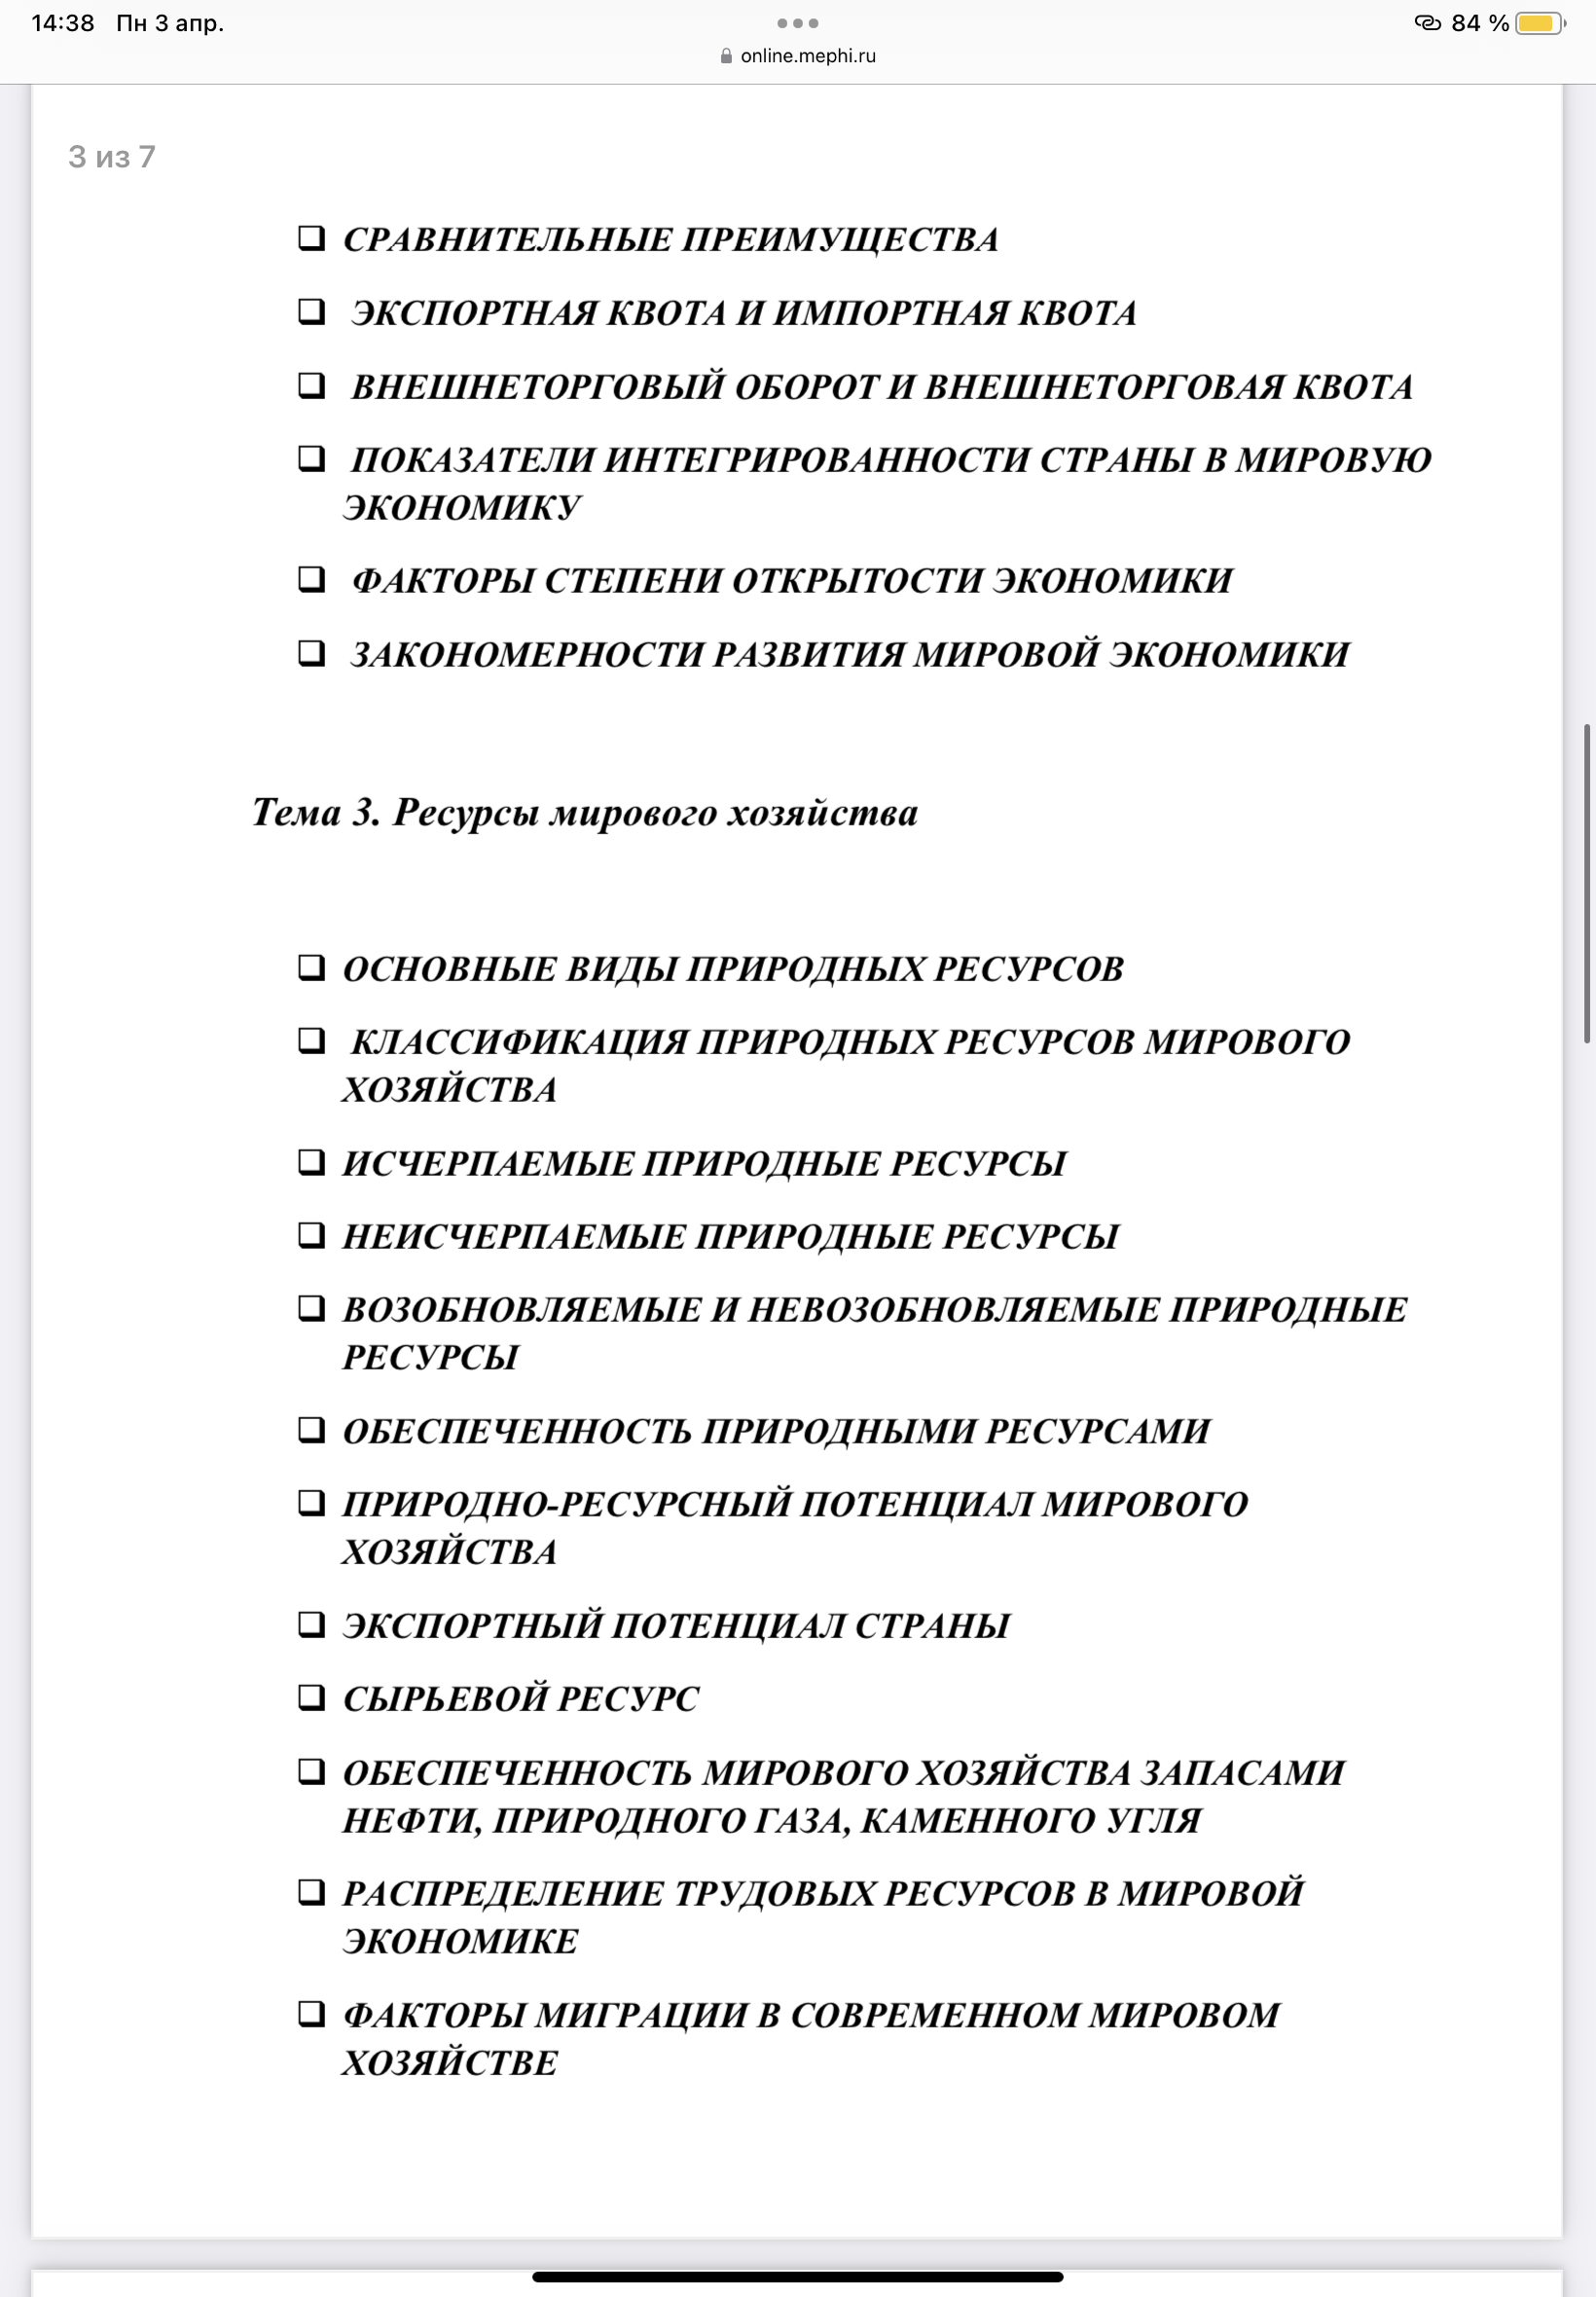 14:38 Пн 3 апр.
84 %
online.mephi.ru
3 из 7
❑ СРАВНИТЕЛЬНЫЕ ПРЕИМУЩЕСТВА
❑ ЭКСПОРТНАЯ КВОТА И ИМПОРТНАЯ КВОТА
❑ ВНЕШНЕТОРГОВЫЙ ОБОРОТ И ВНЕШНЕТОРГОВАЯ КВОТА
❑ ПОКАЗАТЕЛИ ИНТЕГРИРОВАННОСТИ СТРАНЫ В МИРОВУЮ
ЭКОНОМИКУ
❑ ФАКТОРЫ СТЕПЕНИ ОТКРЫТОСТИ ЭКОНОМИКИ
❑ ЗАКОНОМЕРНОСТИ РАЗВИТИЯ МИРОВОЙ ЭКОНОМИКИ
Тема 3. Ресурсы мирового хозяйства
❑ ОСНОВНЫЕ ВИДЫ ПРИРОДНЫХ РЕСУРСОВ
❑ КЛАССИФИКАЦИЯ ПРИРОДНЫХ РЕСУРСОВ МИРОВОГО
ХОЗЯЙСТВА
❑ ИСЧЕРПАЕМЫЕ ПРИРОДНЫЕ РЕСУРСЫ
❑ НЕИСЧЕРПАЕМЫЕ ПРИРОДНЫЕ РЕСУРСЫ
❑ ВОЗОБНОВЛЯЕМЫЕ И НЕВОЗОБНОВЛЯЕМЫЕ ПРИРОДНЫЕ
РЕСУРСЫ
❑ ОБЕСПЕЧЕННОСТЬ ПРИРОДНЫМИ РЕСУРСАМИ
❑ ПРИРОДНО-РЕСУРСНЫЙ ПОТЕНЦИАЛ МИРОВОГО
ХОЗЯЙСТВА
❑ ЭКСПОРТНЫЙ ПОТЕНЦИАЛ СТРАНЫ
❑ СЫРЬЕВОЙ РЕСУРС
❑ ОБЕСПЕЧЕННОСТЬ МИРОВОГО ХОЗЯЙСТВА ЗАПАСАМИ
НЕФТИ, ПРИРОДНОГО ГАЗА, КАМЕННОГО УГЛЯ
❑ РАСПРЕДЕЛЕНИЕ ТРУДОВЫХ РЕСУРСОВ В МИРОВОЙ
ЭКОНОМИКЕ
❑ ФАКТОРЫ МИГРАЦИИ В СОВРЕМЕННОМ МИРОВОМ
ХОЗЯЙСТВЕ